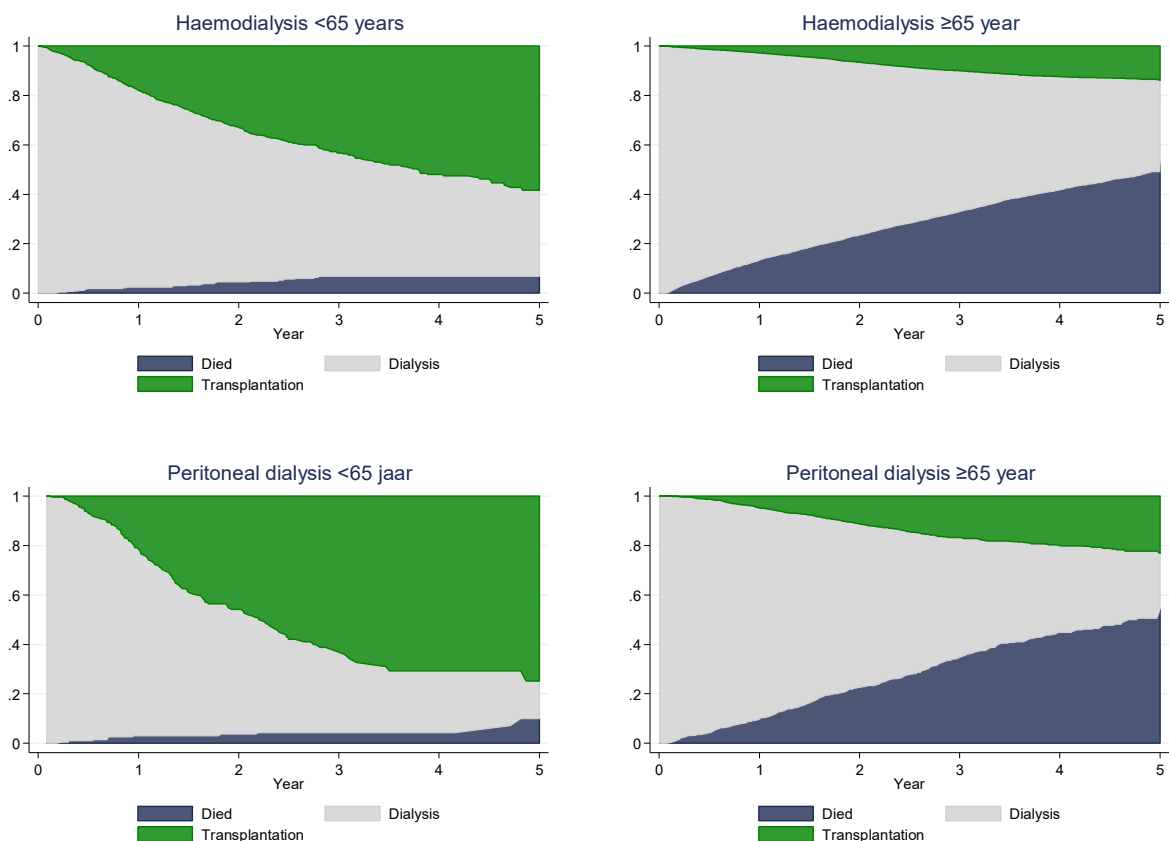 Haemodialysis <65 years
1
.8
.6
.4
.2
0
0 1 2 3 4 5
Year
Died Dialysis
Transplantation
Haemodialysis ≥65 year
1
.8
.6
.4
.2
0
0 1 2 3 4 5
Year
Died Dialysis
Transplantation
Peritoneal dialysis <65 jaar
1
.8
.6
.4
.2
0
0 1 2 3 4 5
Year
Died Dialysis
Transplantation
Peritoneal dialysis ≥65 year
1
.8
.6
.4
.2
0
0 1 2 3 4 5
Year
Died Dialysis
Transplantation